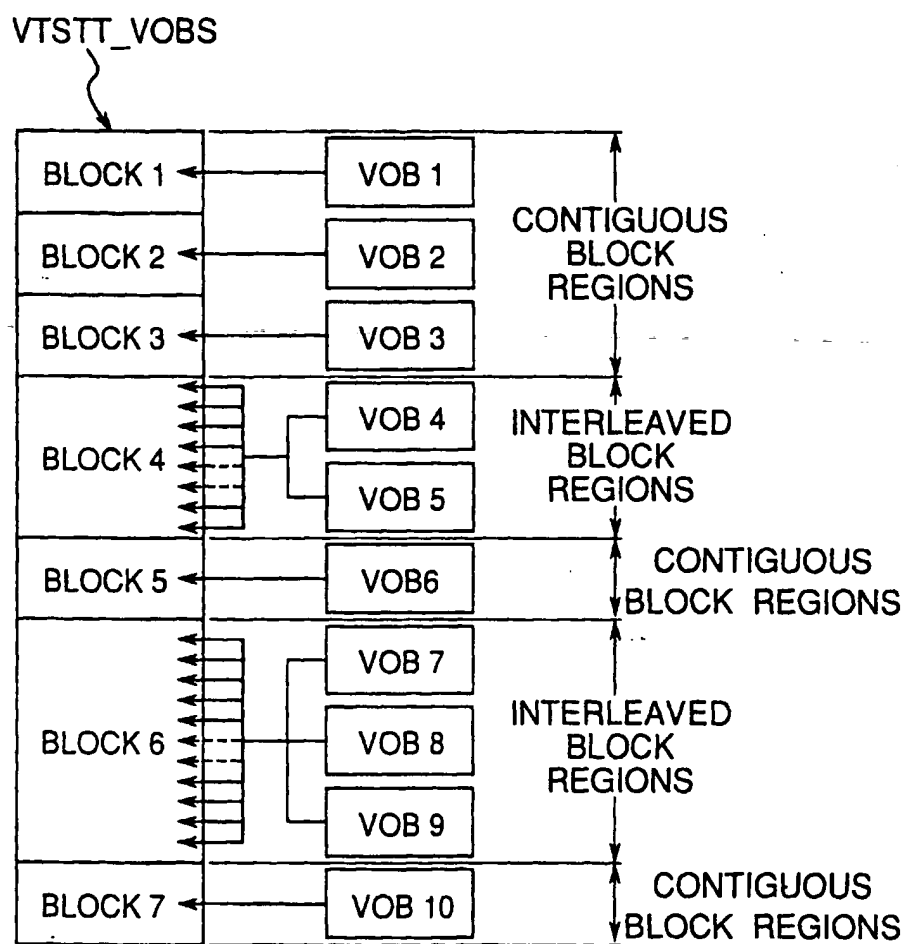 VTSTT_VOBS
BLOCK 1
VOB 1
BLOCK 2
VOB 2
BLOCK 3
VOB 3
CONTIGUOUS
BLOCK
REGIONS
BLOCK 4
VOB 4
VOB 5
INTERLEAVED
BLOCK
REGIONS
BLOCK 5
VOB6
CONTIGUOUS
BLOCK REGIONS
BLOCK 6
VOB 7
VOB 8
VOB 9
INTERLEAVED
BLOCK
REGIONS
BLOCK 7
VOB 10
CONTIGUOUS
BLOCK REGIONS